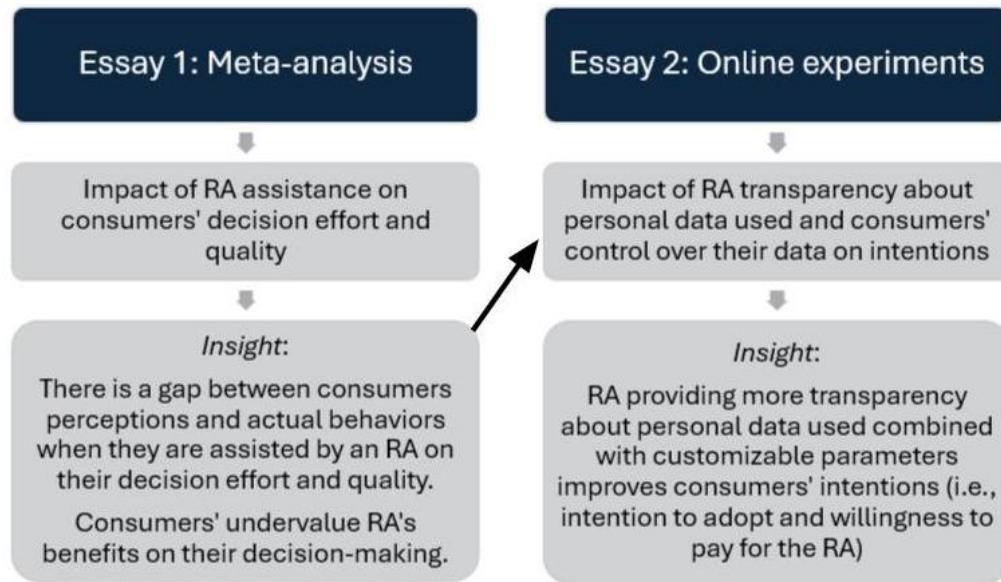 Essay 1: Meta-analysis
Impact of RA assistance on
consumers' decision effort and
quality
Insight:
There is a gap between consumers
perceptions and actual behaviors
when they are assisted by an RA on
their decision effort and quality.
Consumers' undervalue RA's
benefits on their decision-making.
Essay 2: Online experiments
Impact of RA transparency about
personal data used and consumers'
control over their data on intentions
Insight:
RA providing more transparency
about personal data used combined
with customizable parameters
improves consumers' intentions (i.e.,
intention to adopt and willingness to
pay for the RA)